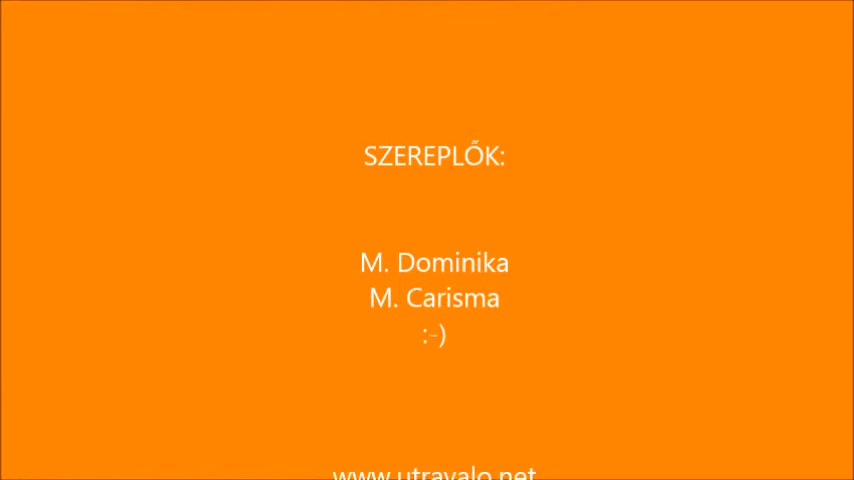 SZEREPLŐK:
M. Dominika
M. Carisma
:-)
www.utravalo.net